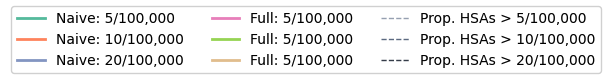 Naive: 5/100,000 Full: 5/100,000 Prop. HSAs > 5/100,000
Naive: 10/100,000 Full: 5/100,000 Prop. HSAs > 10/100,000
Naive: 20/100,000 Full: 5/100,000 Prop. HSAs > 20/100,000